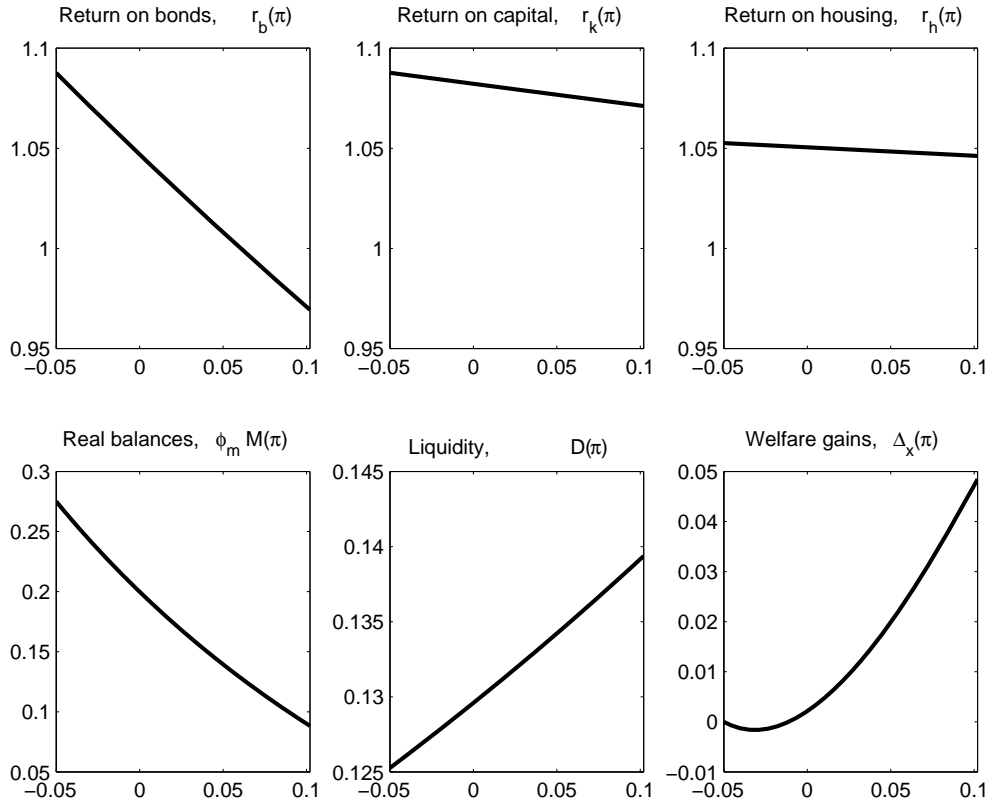 Return on bonds, r_b(π)
Return on capital, r_k(π)
Return on housing, r_h(π)
1.1
1.05
1
0.95
−0.05 0 0.05 0.1
1.1
1.05
1
0.95
−0.05 0 0.05 0.1
1.1
1.05
1
0.95
−0.05 0 0.05 0.1
Real balances, ϕ_m M(π)
Liquidity, D(π)
Welfare gains, Δ_x(π)
0.3
0.25
0.2
0.15
0.1
0.05
−0.05 0 0.05 0.1
0.145
0.14
0.135
0.13
0.125
−0.05 0 0.05 0.1
0.05
0.04
0.03
0.02
0.01
0
−0.01
−0.05 0 0.05 0.1